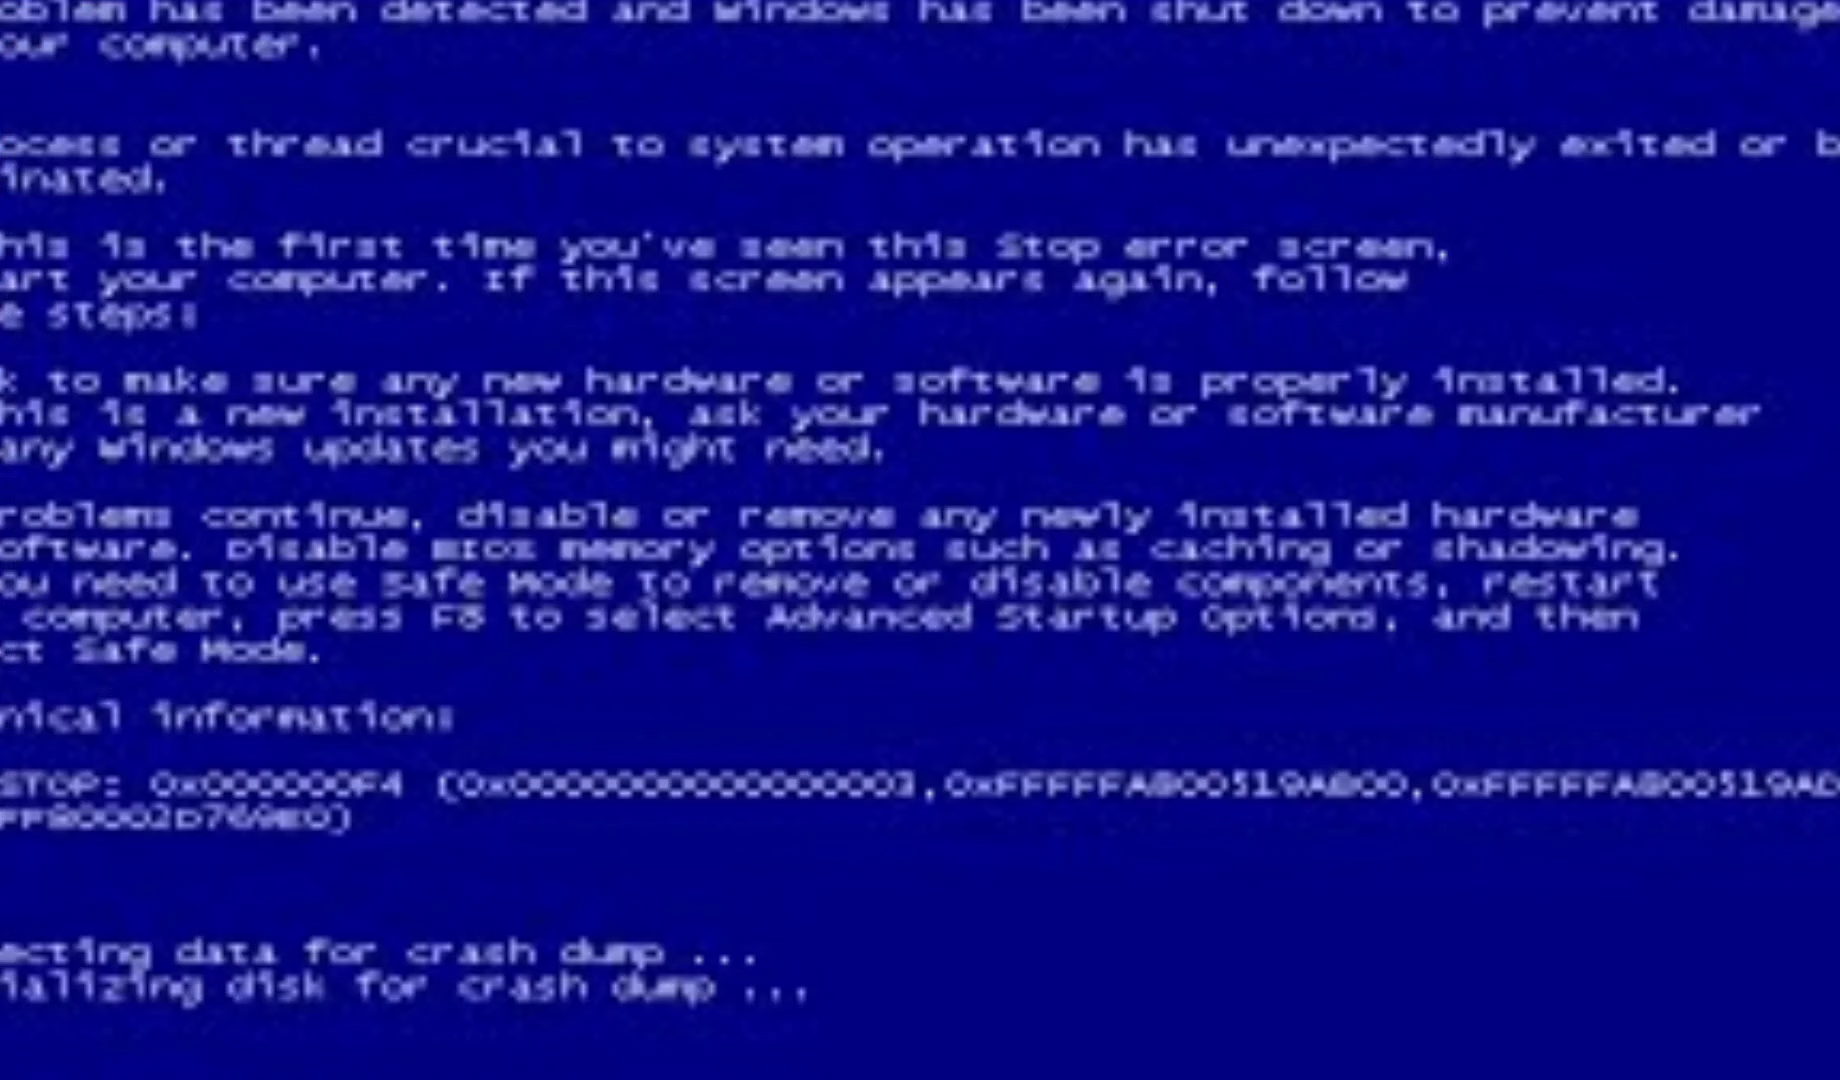 oblem has been detected and windows has been shut down to prevent damage
our computer.
ocess or thread crucial to system operation has unexpectedly exited or b
inated.
his is the first time you've seen this Stop error screen,
art your computer. If this screen appears again, follow
e steps:
k to make sure any new hardware or software is properly installed.
his is a new installation, ask your hardware or software manufacturer
any windows updates you might need.
roblems continue, disable or remove any newly installed hardware
oftware. Disable BIOS memory options such as caching or shadowing.
ou need to use Safe Mode to remove or disable components, restart
computer, press F8 to select Advanced Startup Options, and then
ct Safe Mode.
nical information:
STOP: 0x000000F4 (0x0000000000000003,0xFFFFFA800519AB00,0xFFFFFA800519AD
FF80002D769E0)
ecting data for crash dump ...
ializing disk for crash dump ...